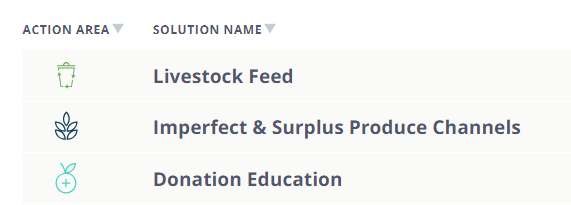 ACTION AREA SOLUTION NAME
Livestock Feed
Imperfect & Surplus Produce Channels
Donation Education